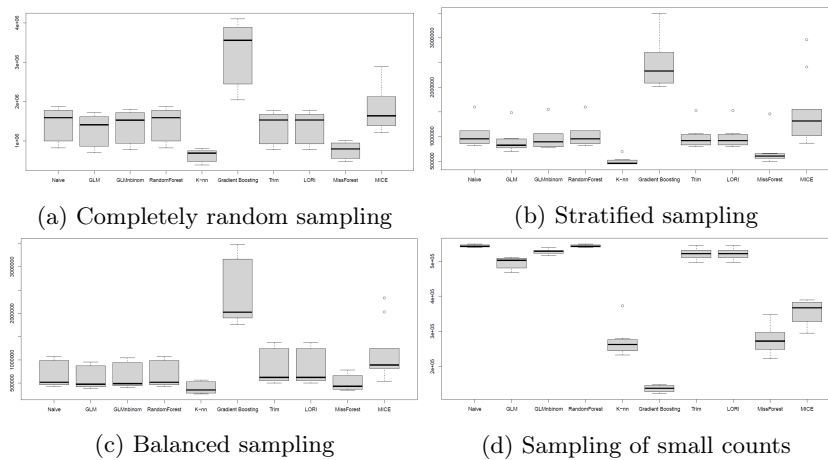 4e+06
3e+06
2e+06
1e+06
Naive GLM GLMnbinom RandomForest K-nn Gradient Boosting Trim LORI MissForest MICE
(a) Completely random sampling
3000000
2000000
1000000
500000
Naive GLM GLMnbinom RandomForest K-nn Gradient Boosting Trim LORI MissForest MICE
(b) Stratified sampling
3000000
2000000
1000000
500000
Naive GLM GLMnbinom RandomForest K-nn Gradient Boosting Trim LORI MissForest MICE
(c) Balanced sampling
5e+05
4e+05
3e+05
2e+05
Naive GLM GLMnbinom RandomForest K-nn Gradient Boosting Trim LORI MissForest MICE
(d) Sampling of small counts